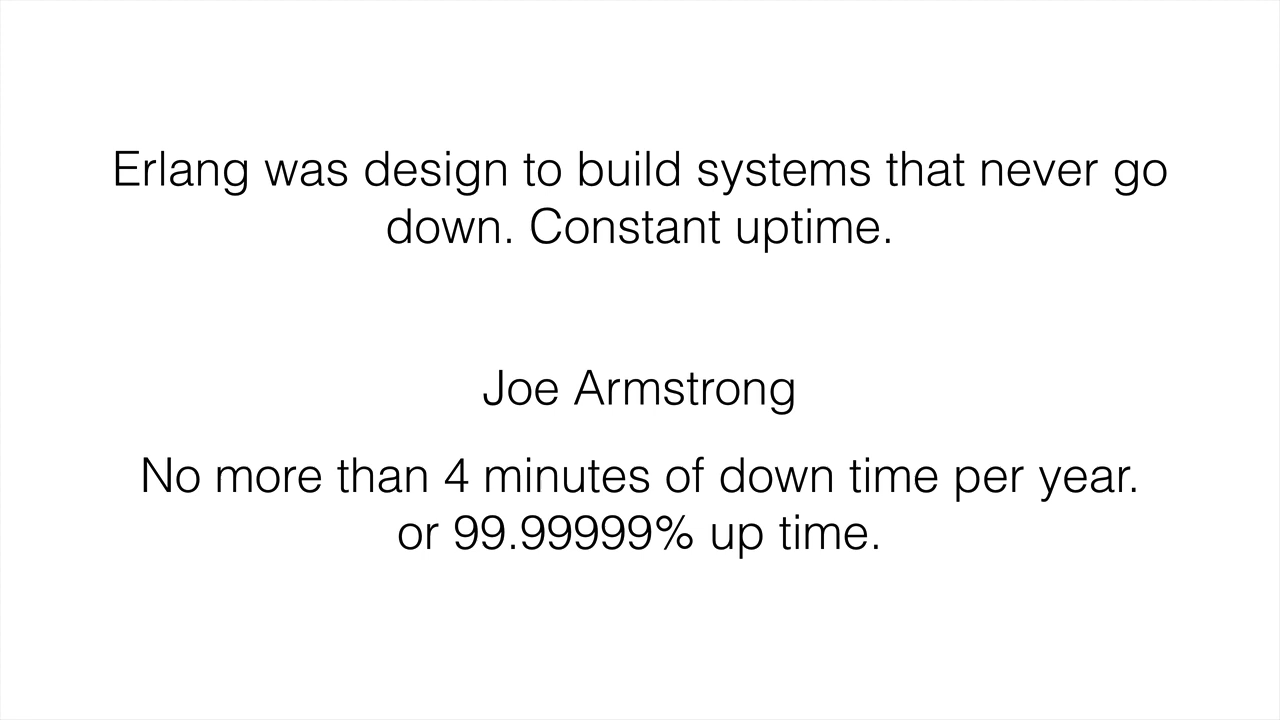 Erlang was design to build systems that never go
down. Constant uptime.
Joe Armstrong
No more than 4 minutes of down time per year.
or 99.99999% up time.